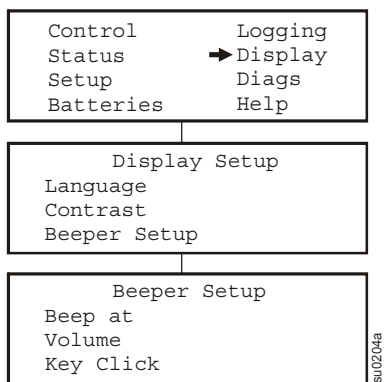 Control Logging
Status Display
Setup Diags
Batteries Help
Display Setup
Language
Contrast
Beeper Setup
Beeper Setup
Beep at
Volume
Key Click
su0204a